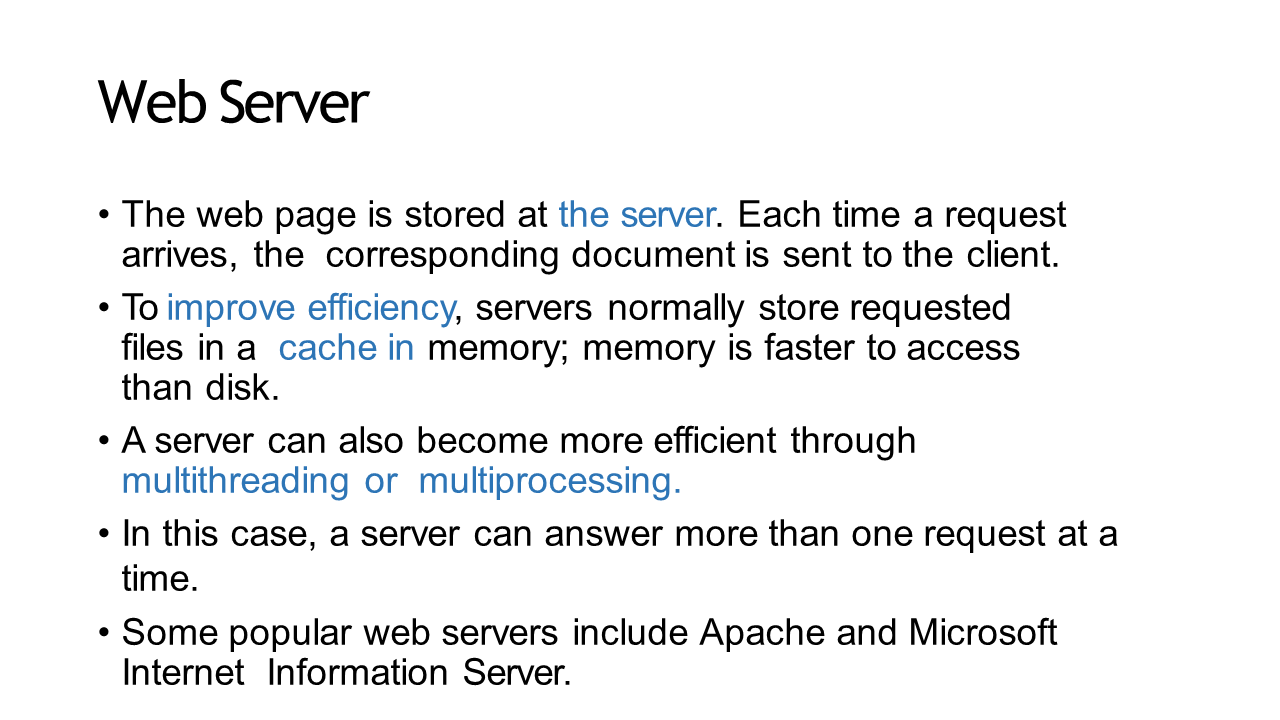 Web Server
• The web page is stored at the server. Each time a request
arrives, the corresponding document is sent to the client.
• To improve efficiency, servers normally store requested
files in a cache in memory; memory is faster to access
than disk.
• A server can also become more efficient through
multithreading or multiprocessing.
• In this case, a server can answer more than one request at a
time.
• Some popular web servers include Apache and Microsoft
Internet Information Server.